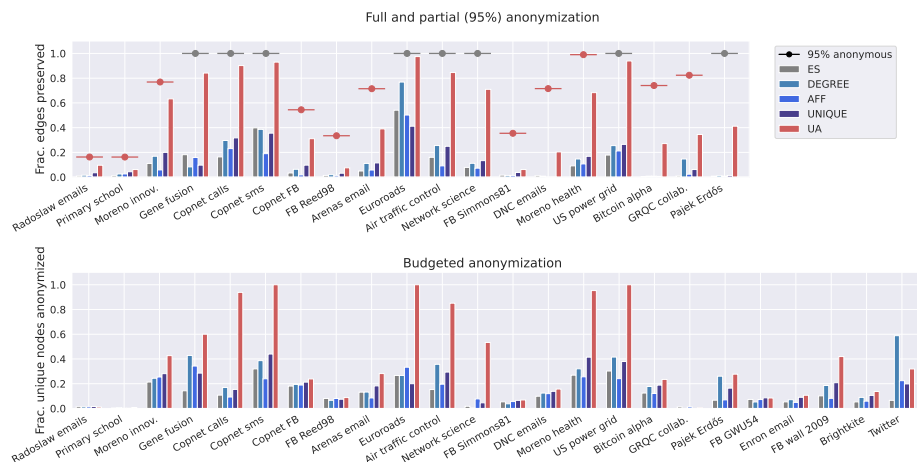 Full and partial (95%) anonymization
Frac. edges preserved
1.0
0.8
0.6
0.4
0.2
0.0
Radoslaw emails
Primary school
Moreno innov.
Gene fusion
Copnet calls
Copnet sms
Copnet FB
FB Reed98
Arenas email
Euroroads
Air traffic control
Network science
FB Simmons81
DNC emails
Moreno health
US power grid
Bitcoin alpha
GRQC collab.
Pajek Erdős
95% anonymous
ES
DEGREE
AFF
UNIQUE
UA
Budgeted anonymization
Frac. unique nodes anonymized
1.0
0.8
0.6
0.4
0.2
0.0
Radoslaw emails
Primary school
Moreno innov.
Gene fusion
Copnet calls
Copnet sms
Copnet FB
FB Reed98
Arenas email
Euroroads
Air traffic control
Network science
FB Simmons81
DNC emails
Moreno health
US power grid
Bitcoin alpha
GRQC collab.
Pajek Erdős
FB GWU54
Enron email
FB wall 2009
Brightkite
Twitter